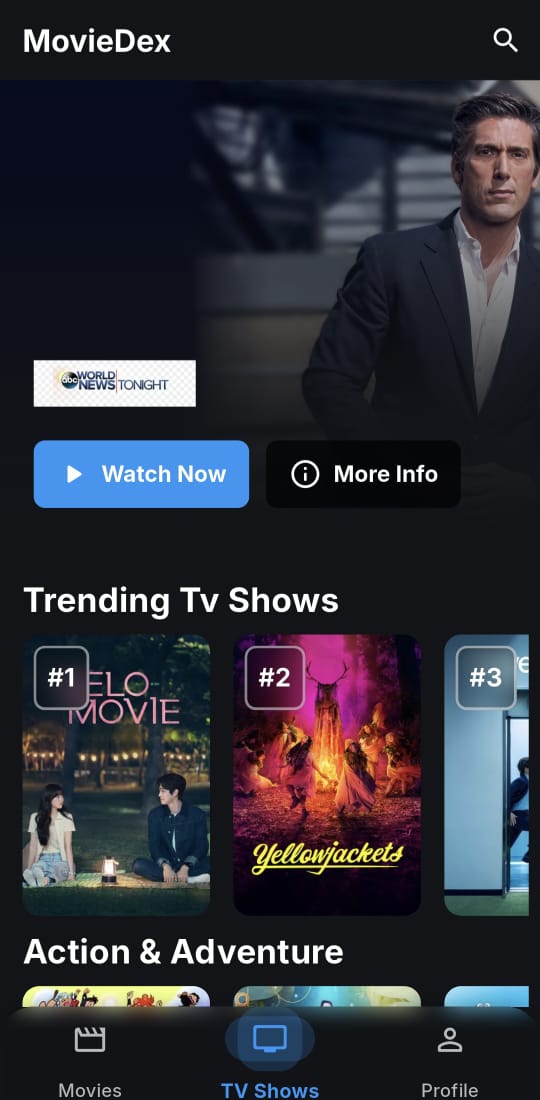 MovieDex
abc WORLD
NEWS TONIGHT
Watch Now
More Info
Trending Tv Shows
#1
#2
#3
ELO
MOVIE
Yellowjackets
Action & Adventure
Movies
TV Shows
Profile